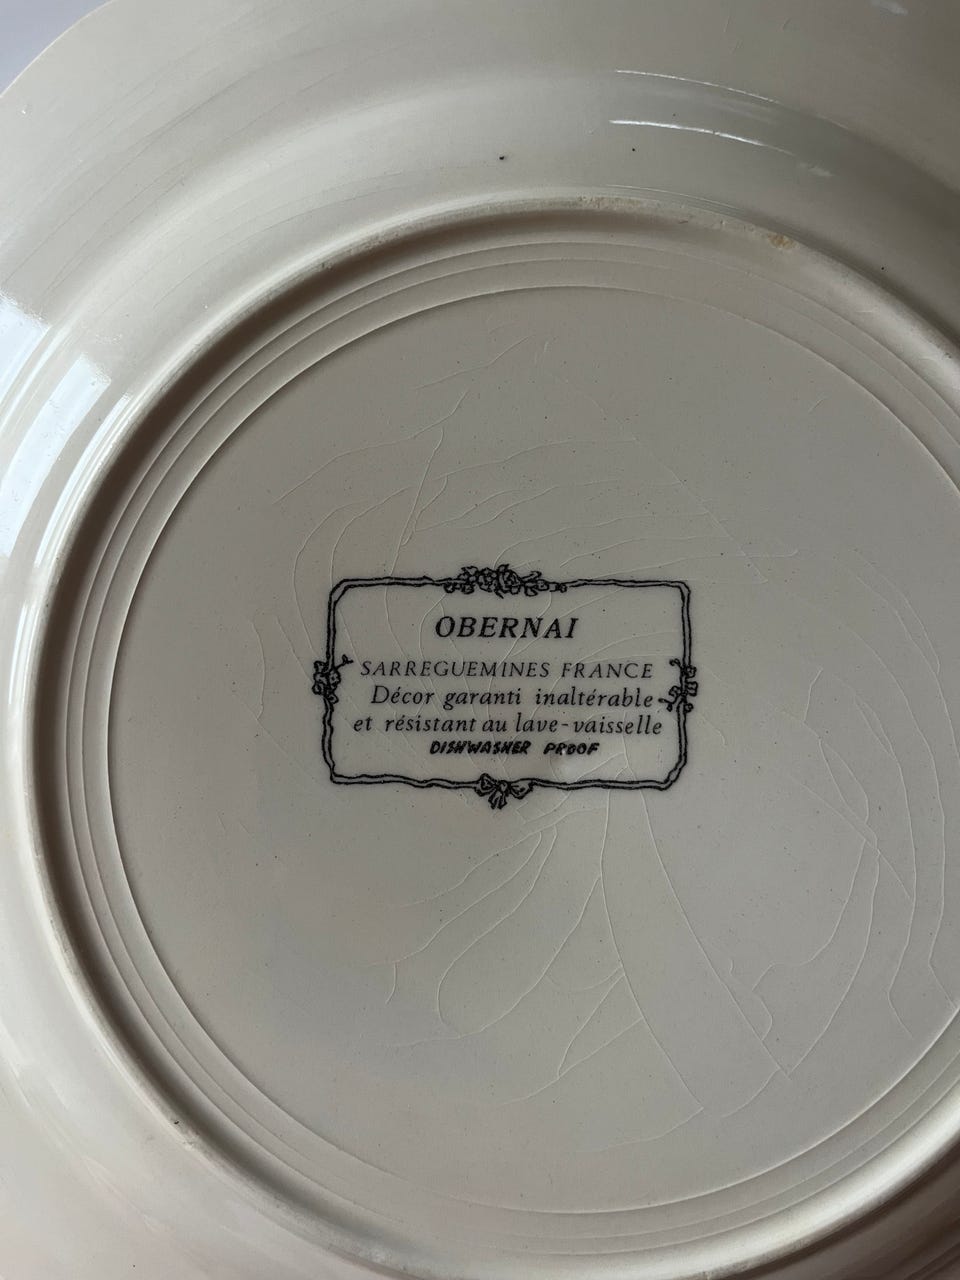 OBERNAI
SARREGUEMINES FRANCE
Décor garanti inaltérable
et résistant au lave-vaisselle
DISHWASHER PROOF